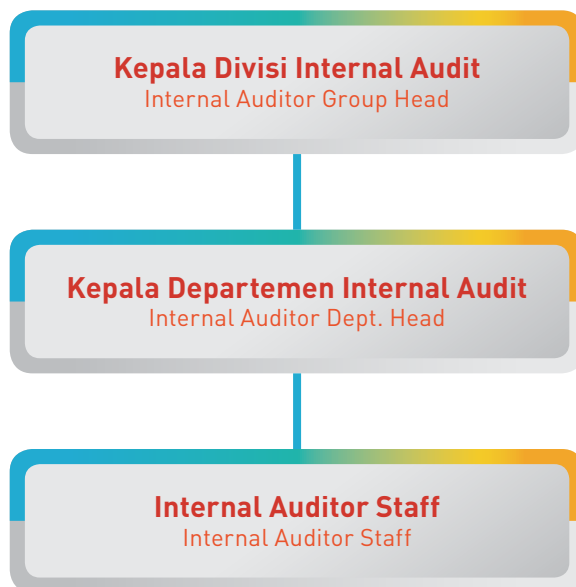 Kepala Divisi Internal Audit
Internal Auditor Group Head
Kepala Departemen Internal Audit
Internal Auditor Dept. Head
Internal Auditor Staff
Internal Auditor Staff